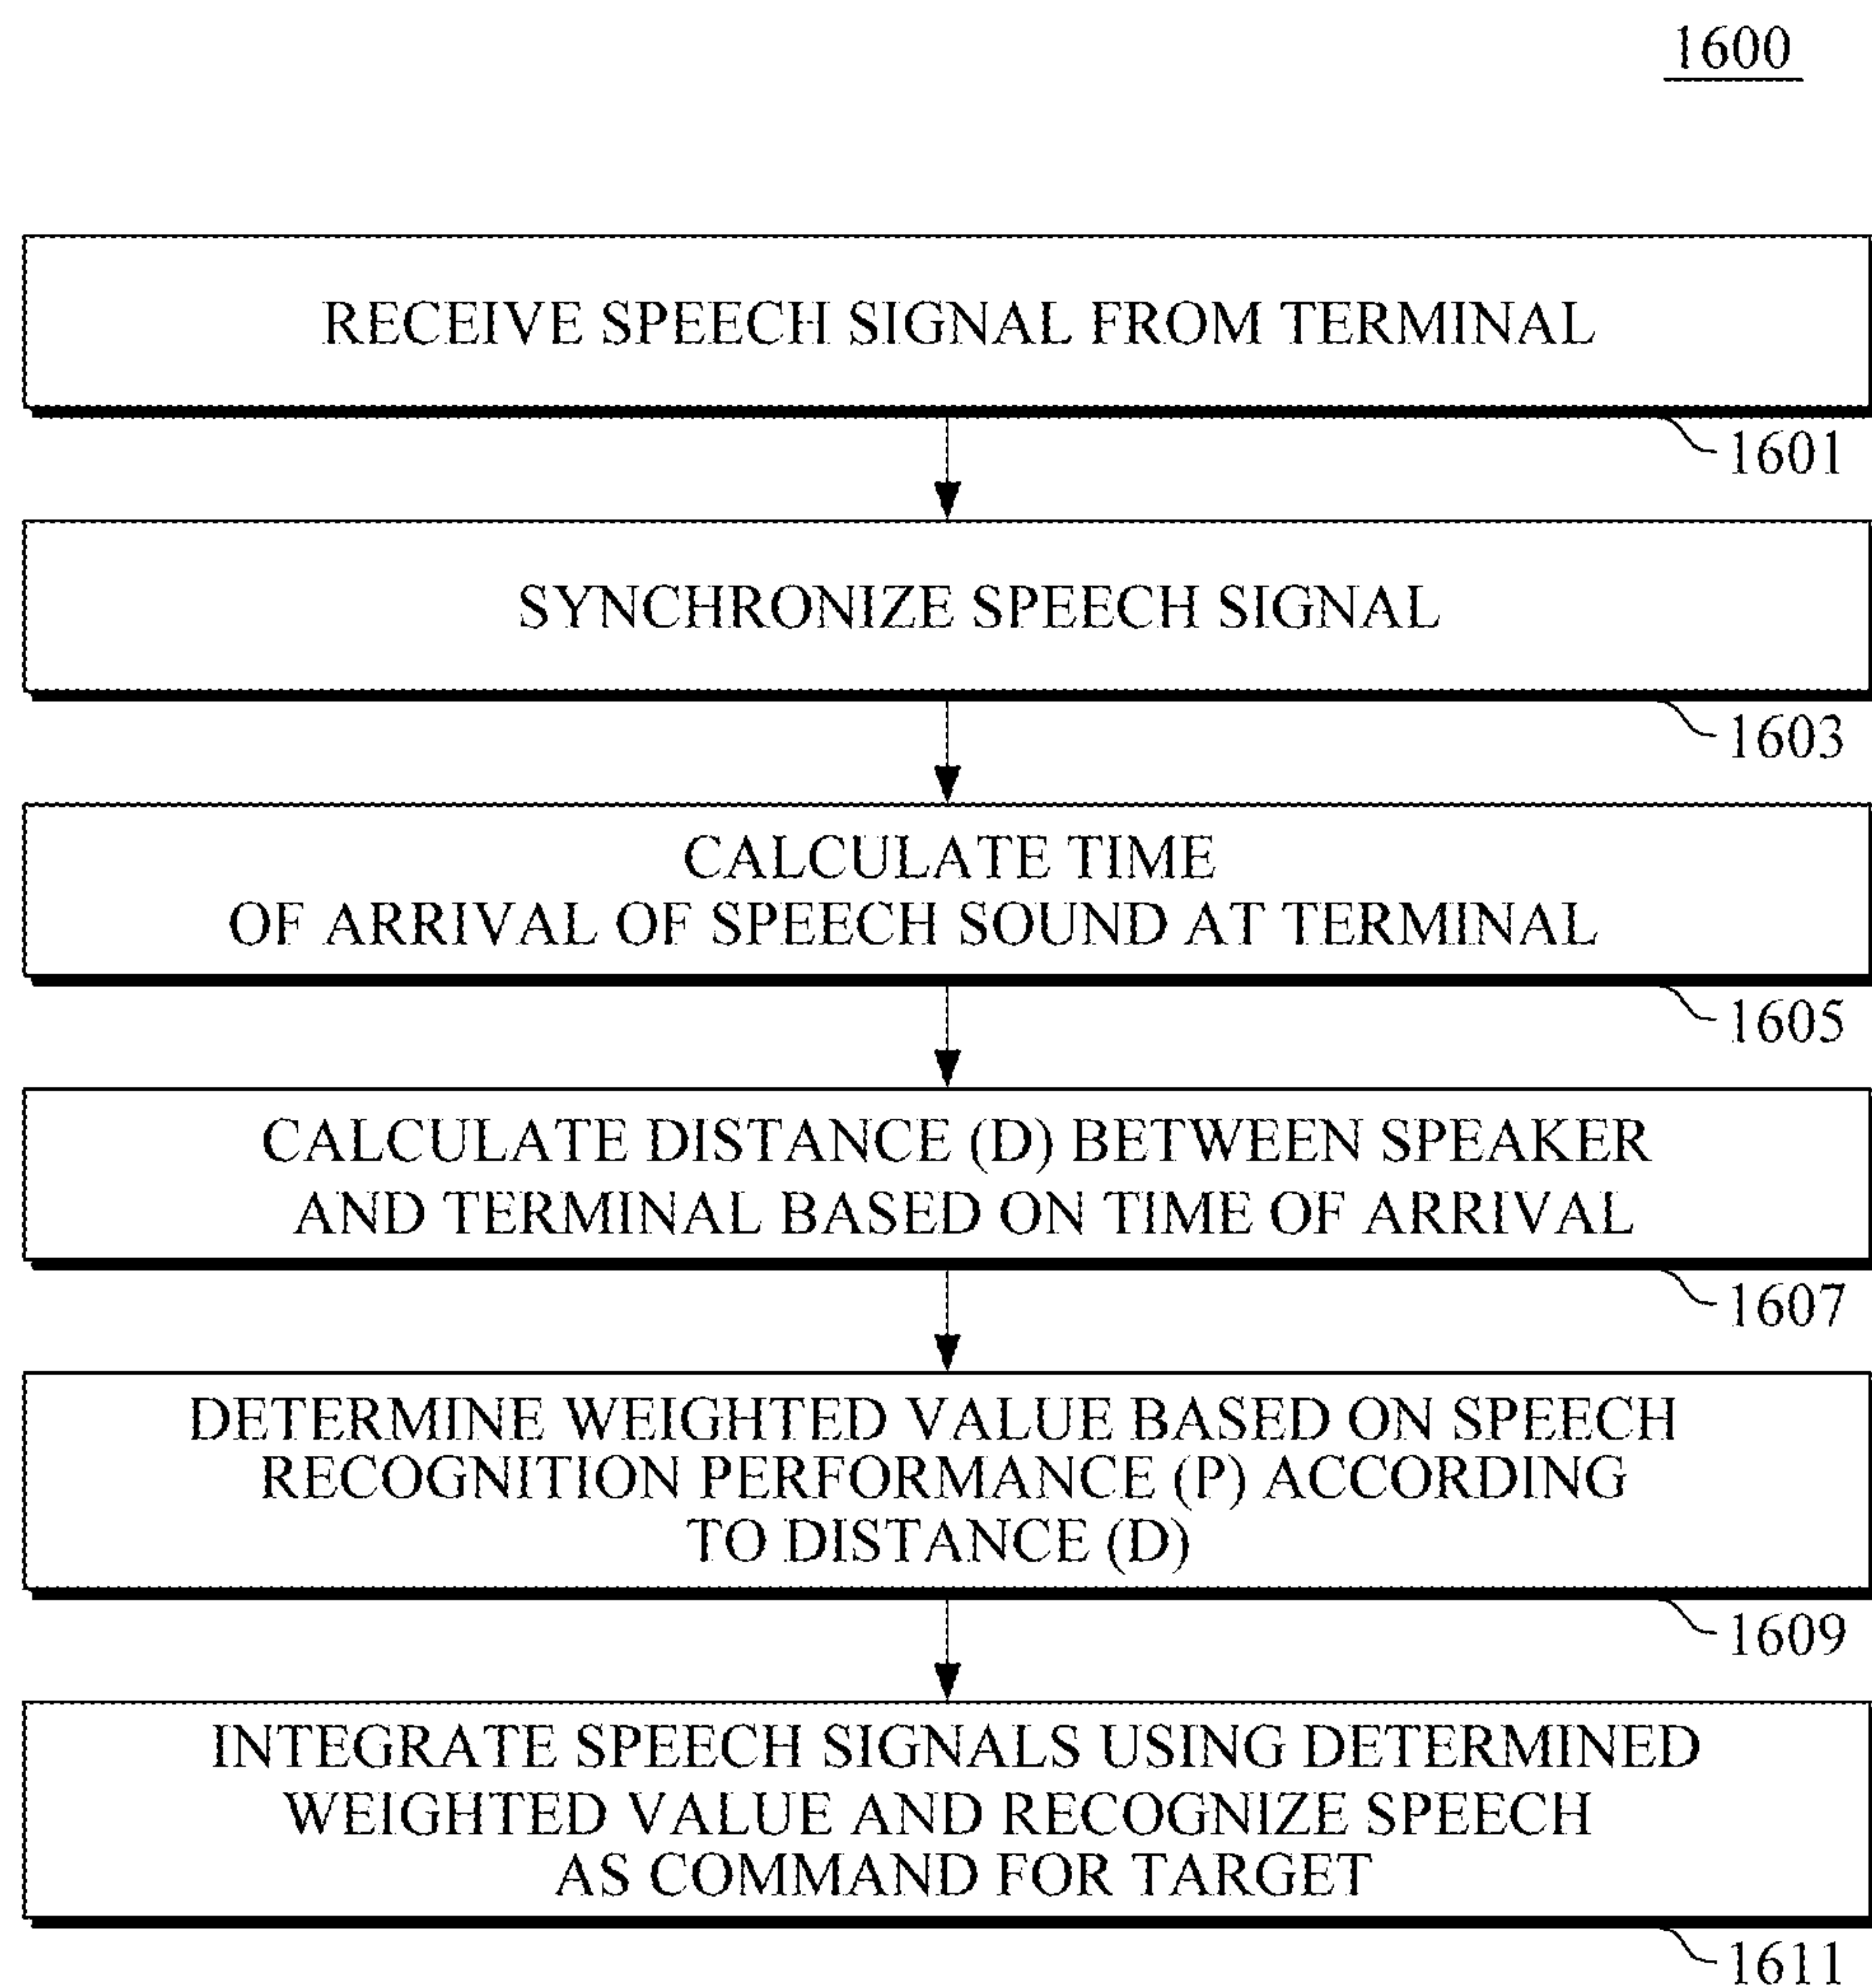 1600
RECEIVE SPEECH SIGNAL FROM TERMINAL
1601
SYNCHRONIZE SPEECH SIGNAL
1603
CALCULATE TIME
OF ARRIVAL OF SPEECH SOUND AT TERMINAL
1605
CALCULATE DISTANCE (D) BETWEEN SPEAKER
AND TERMINAL BASED ON TIME OF ARRIVAL
1607
DETERMINE WEIGHTED VALUE BASED ON SPEECH
RECOGNITION PERFORMANCE (P) ACCORDING
TO DISTANCE (D)
1609
INTEGRATE SPEECH SIGNALS USING DETERMINED
WEIGHTED VALUE AND RECOGNIZE SPEECH
AS COMMAND FOR TARGET
1611